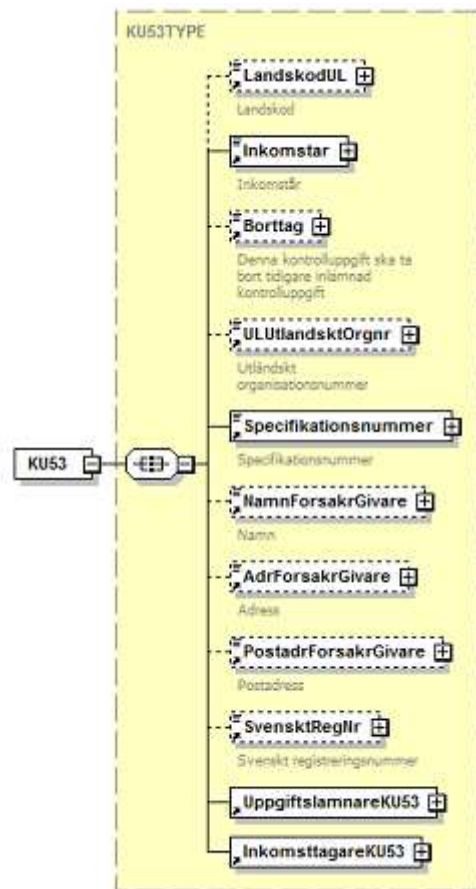 KU53TYPE
LandskodUL
Landskod
Inkomstar
Inkomstår
Borttag
Denna kontrolluppgift ska ta
bort tidigare inlämnad
kontrolluppgift
ULUtlandsktOrgnr
Utländskt
organisationsnummer
Specifikationsnummer
Specifikationsnummer
KU53
NamnForsakrGivare
Namn
AdrForsakrGivare
Adress
PostadrForsakrGivare
Postadress
SvensktRegNr
Svenskt registreringsnummer
UppgiftslamnareKU53
InkomsttagareKU53